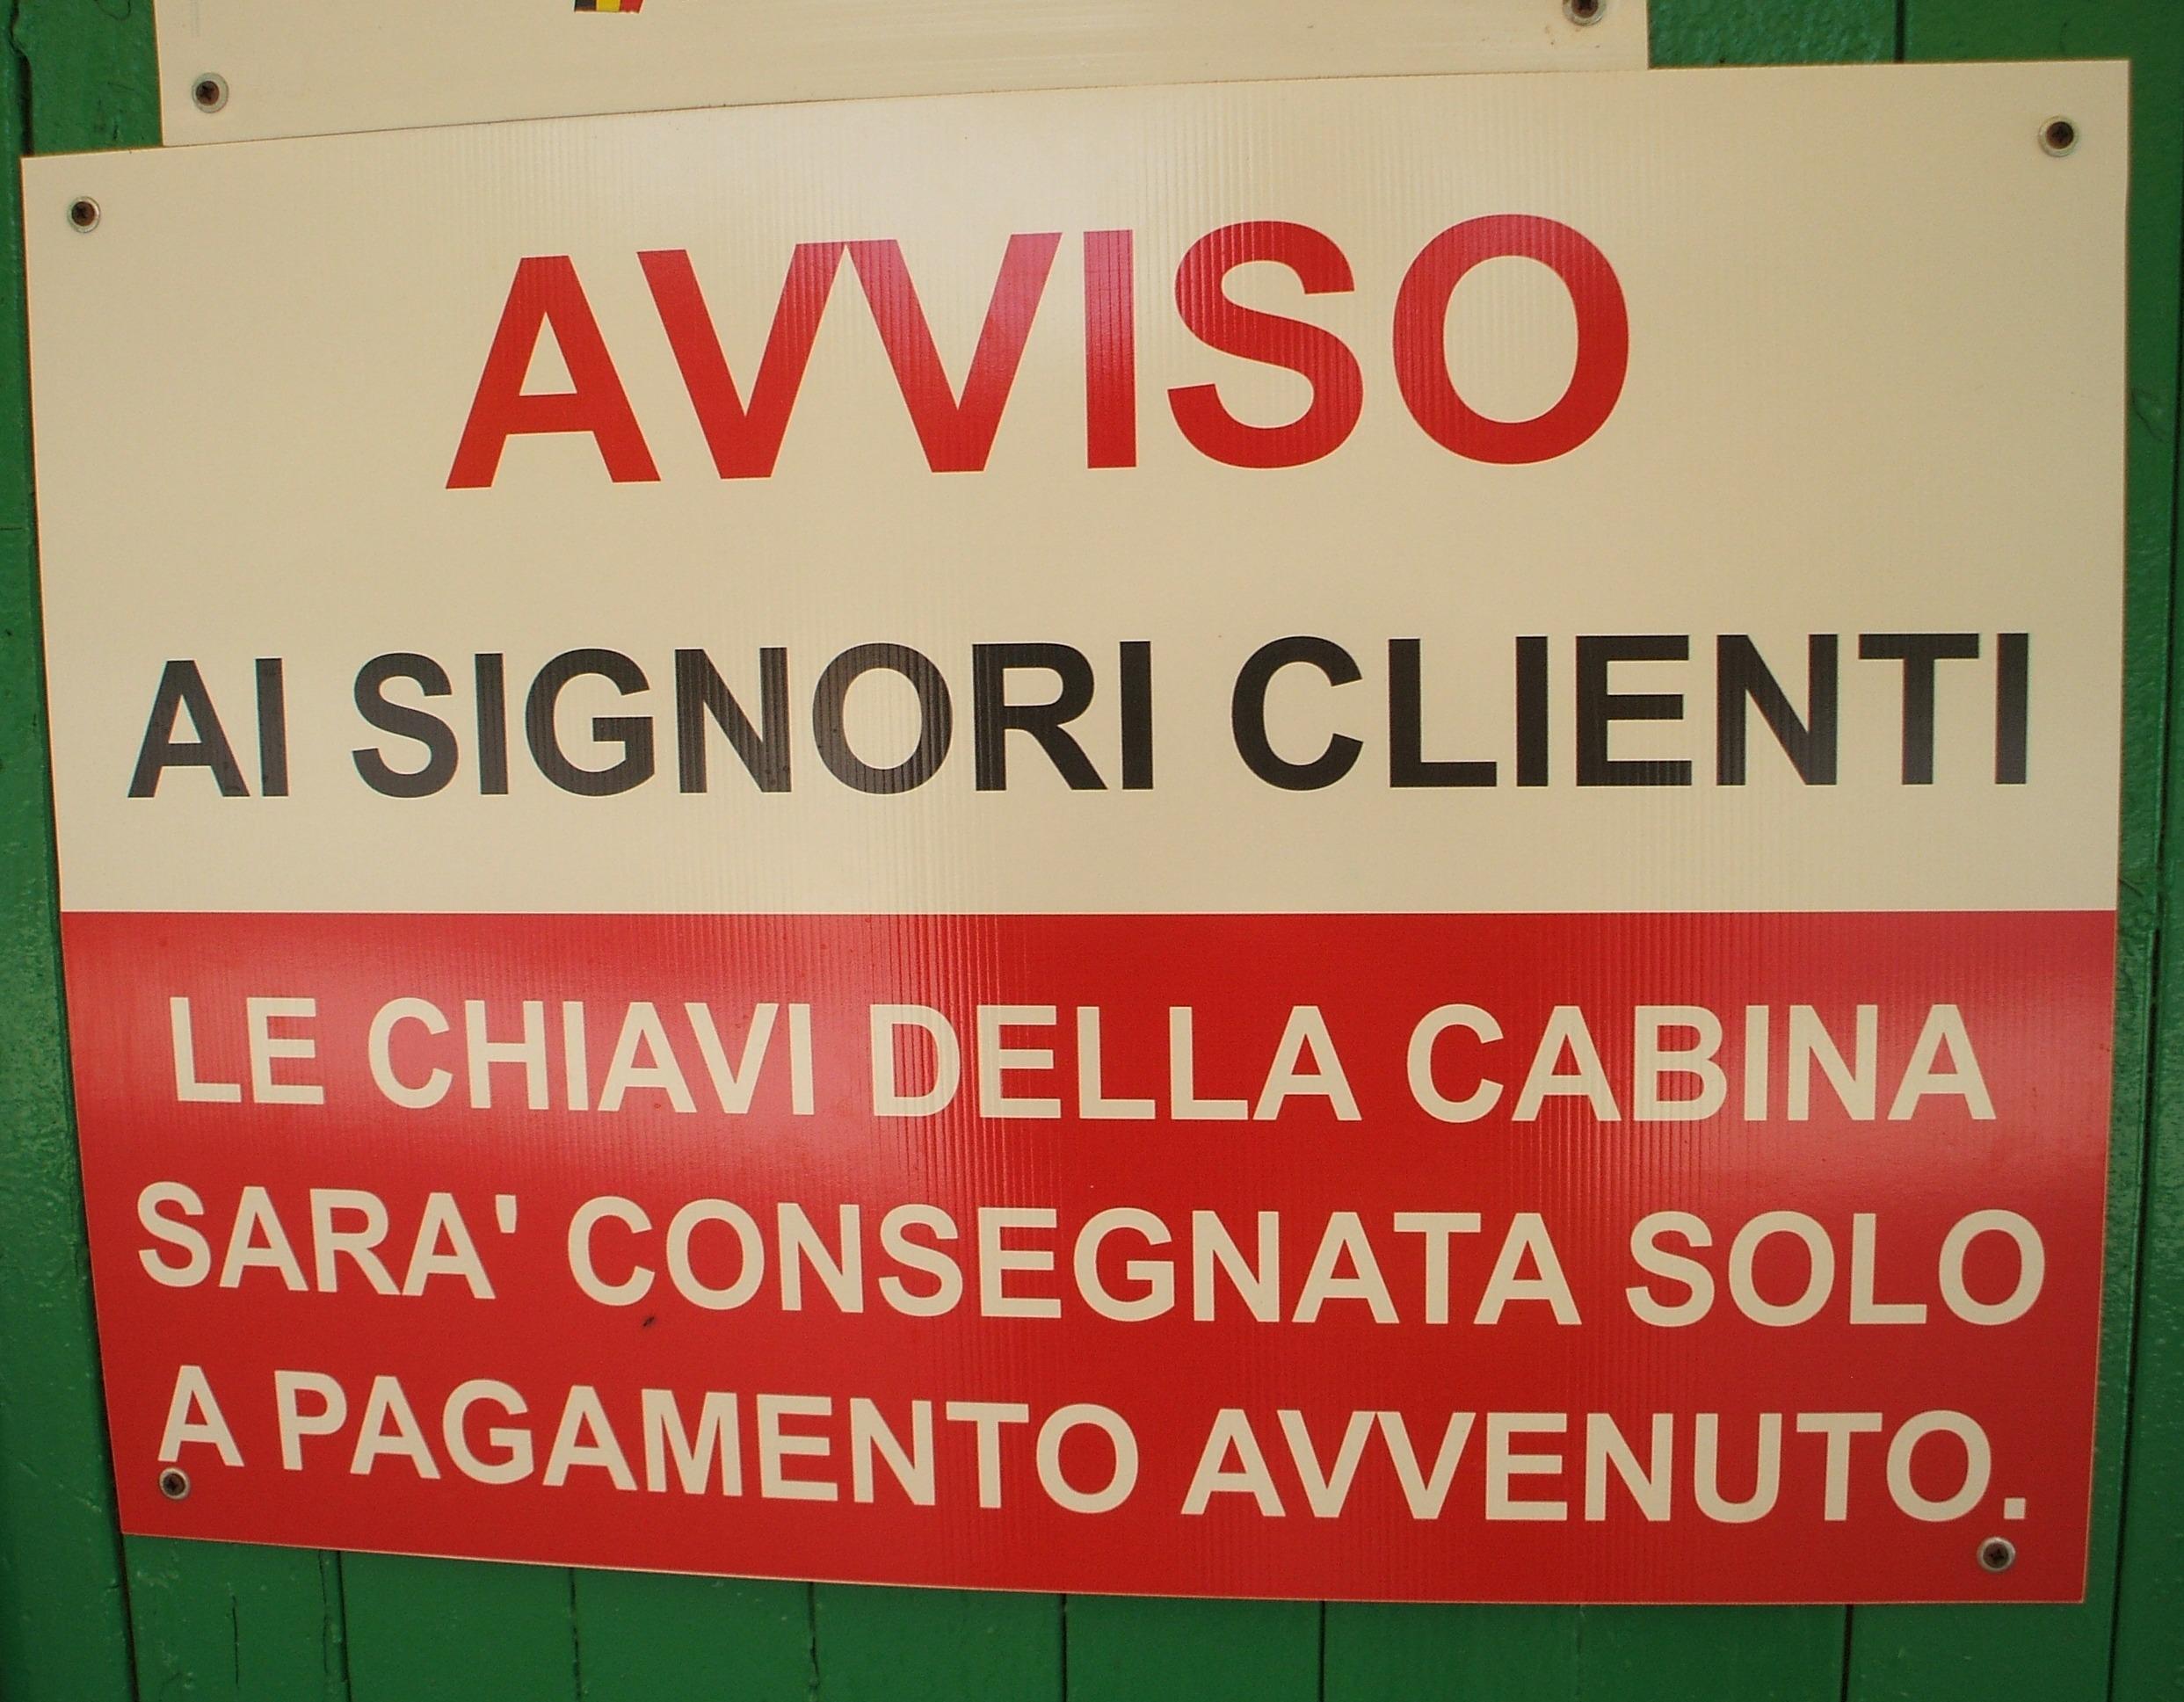 AVVISO
AI SIGNORI CLIENTI
LE CHIAVI DELLA CABINA
SARA' CONSEGNATA SOLO
A PAGAMENTO AVVENUTO.